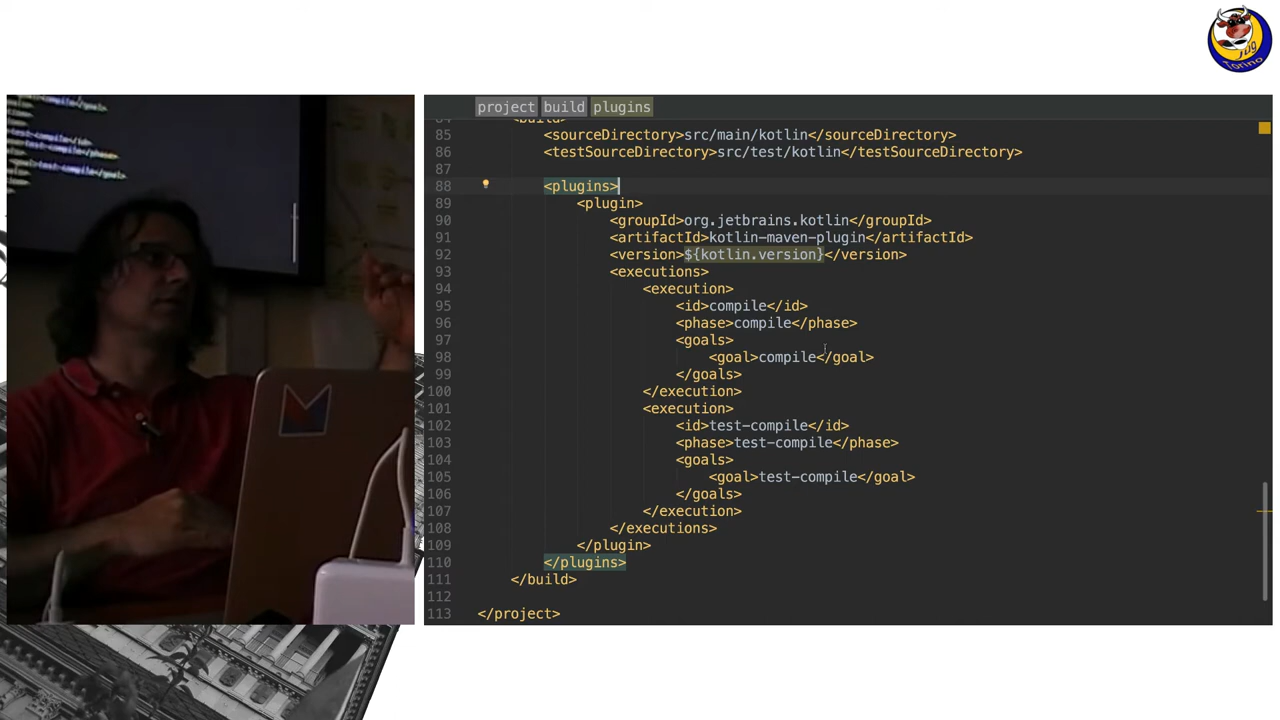 JUG
Torino
project build plugins
84 <build>
85 <sourceDirectory>src/main/kotlin</sourceDirectory>
86 <testSourceDirectory>src/test/kotlin</testSourceDirectory>
87
88 <plugins>
89 <plugin>
90 <groupId>org.jetbrains.kotlin</groupId>
91 <artifactId>kotlin-maven-plugin</artifactId>
92 <version>${kotlin.version}</version>
93 <executions>
94 <execution>
95 <id>compile</id>
96 <phase>compile</phase>
97 <goals>
98 <goal>compile</goal>
99 </goals>
100 </execution>
101 <execution>
102 <id>test-compile</id>
103 <phase>test-compile</phase>
104 <goals>
105 <goal>test-compile</goal>
106 </goals>
107 </execution>
108 </executions>
109 </plugin>
110 </plugins>
111 </build>
112
113 </project>